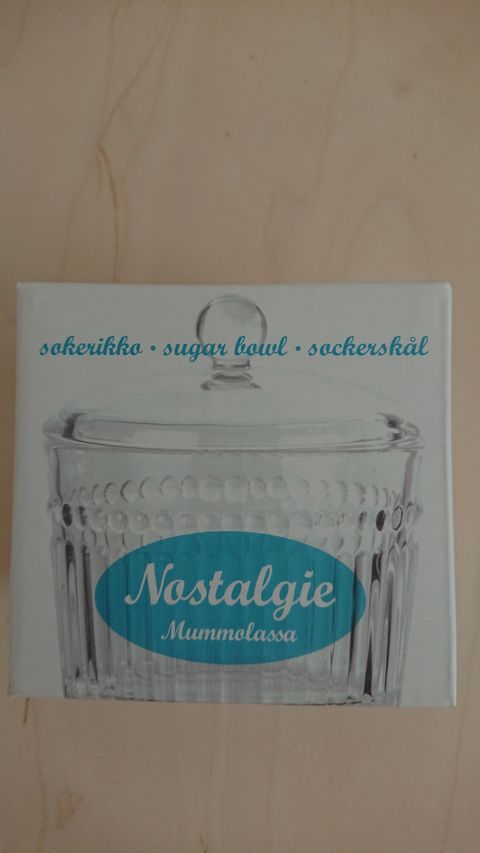 sokerikko • sugar bowl • sockerskål
Nostalgie
Mummolassa